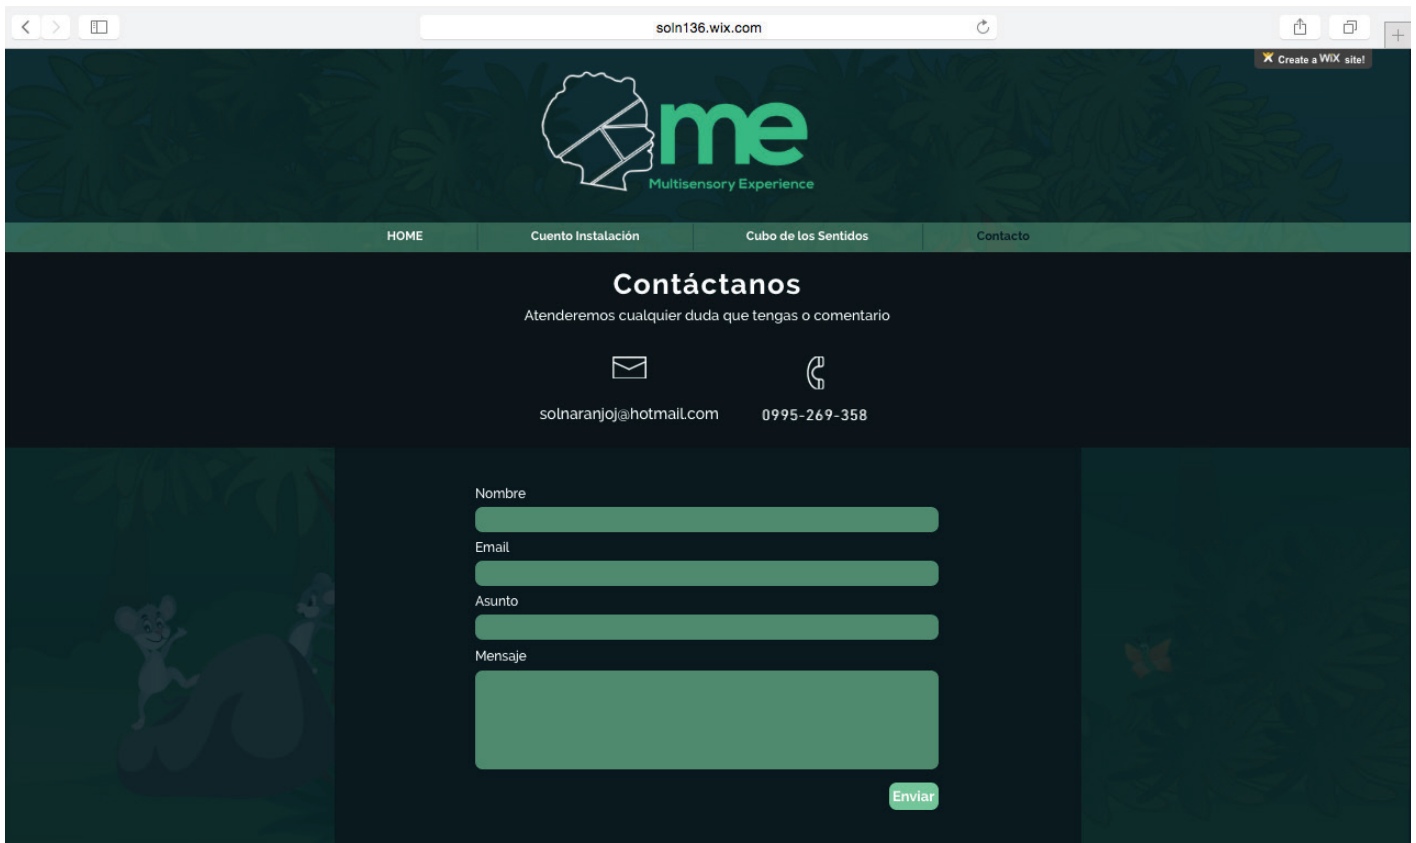 soln136.wix.com
Create a WiX site!
me
Multisensory Experience
HOME Cuento Instalación Cubo de los Sentidos Contacto
Contáctanos
Atenderemos cualquier duda que tengas o comentario
solnaranjoj@hotmail.com 0995-269-358
Nombre
Email
Asunto
Mensaje
Enviar